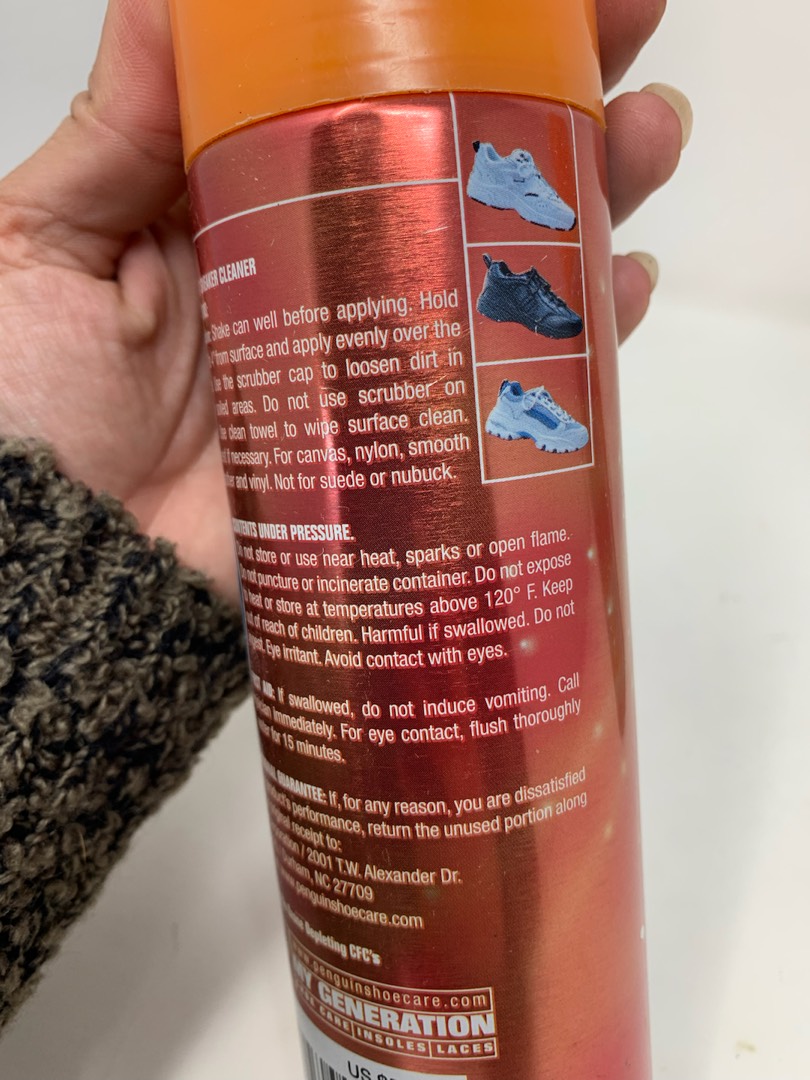 CLEANER
Shake can well before applying. Hold
from surface and apply evenly over the
the scrubber cap to loosen dirt in
areas. Do not use scrubber on
clean towel to wipe surface clean.
if necessary. For canvas, nylon, smooth
and vinyl. Not for suede or nubuck.
CONTENTS UNDER PRESSURE.
not store or use near heat, sparks or open flame.
not puncture or incinerate container. Do not expose
heat or store at temperatures above 120° F. Keep
of reach of children. Harmful if swallowed. Do not
Eye irritant. Avoid contact with eyes.
If swallowed, do not induce vomiting. Call
immediately. For eye contact, flush thoroughly
for 15 minutes.
GUARANTEE: If, for any reason, you are dissatisfied
performance, return the unused portion along
receipt to:
/ 2001 T.W. Alexander Dr.
Durham, NC 27709
penguinshoecare.com
Depleting CFC's
www.penguinshoecare.com
MY GENERATION
CARE | INSOLES | LACES
US